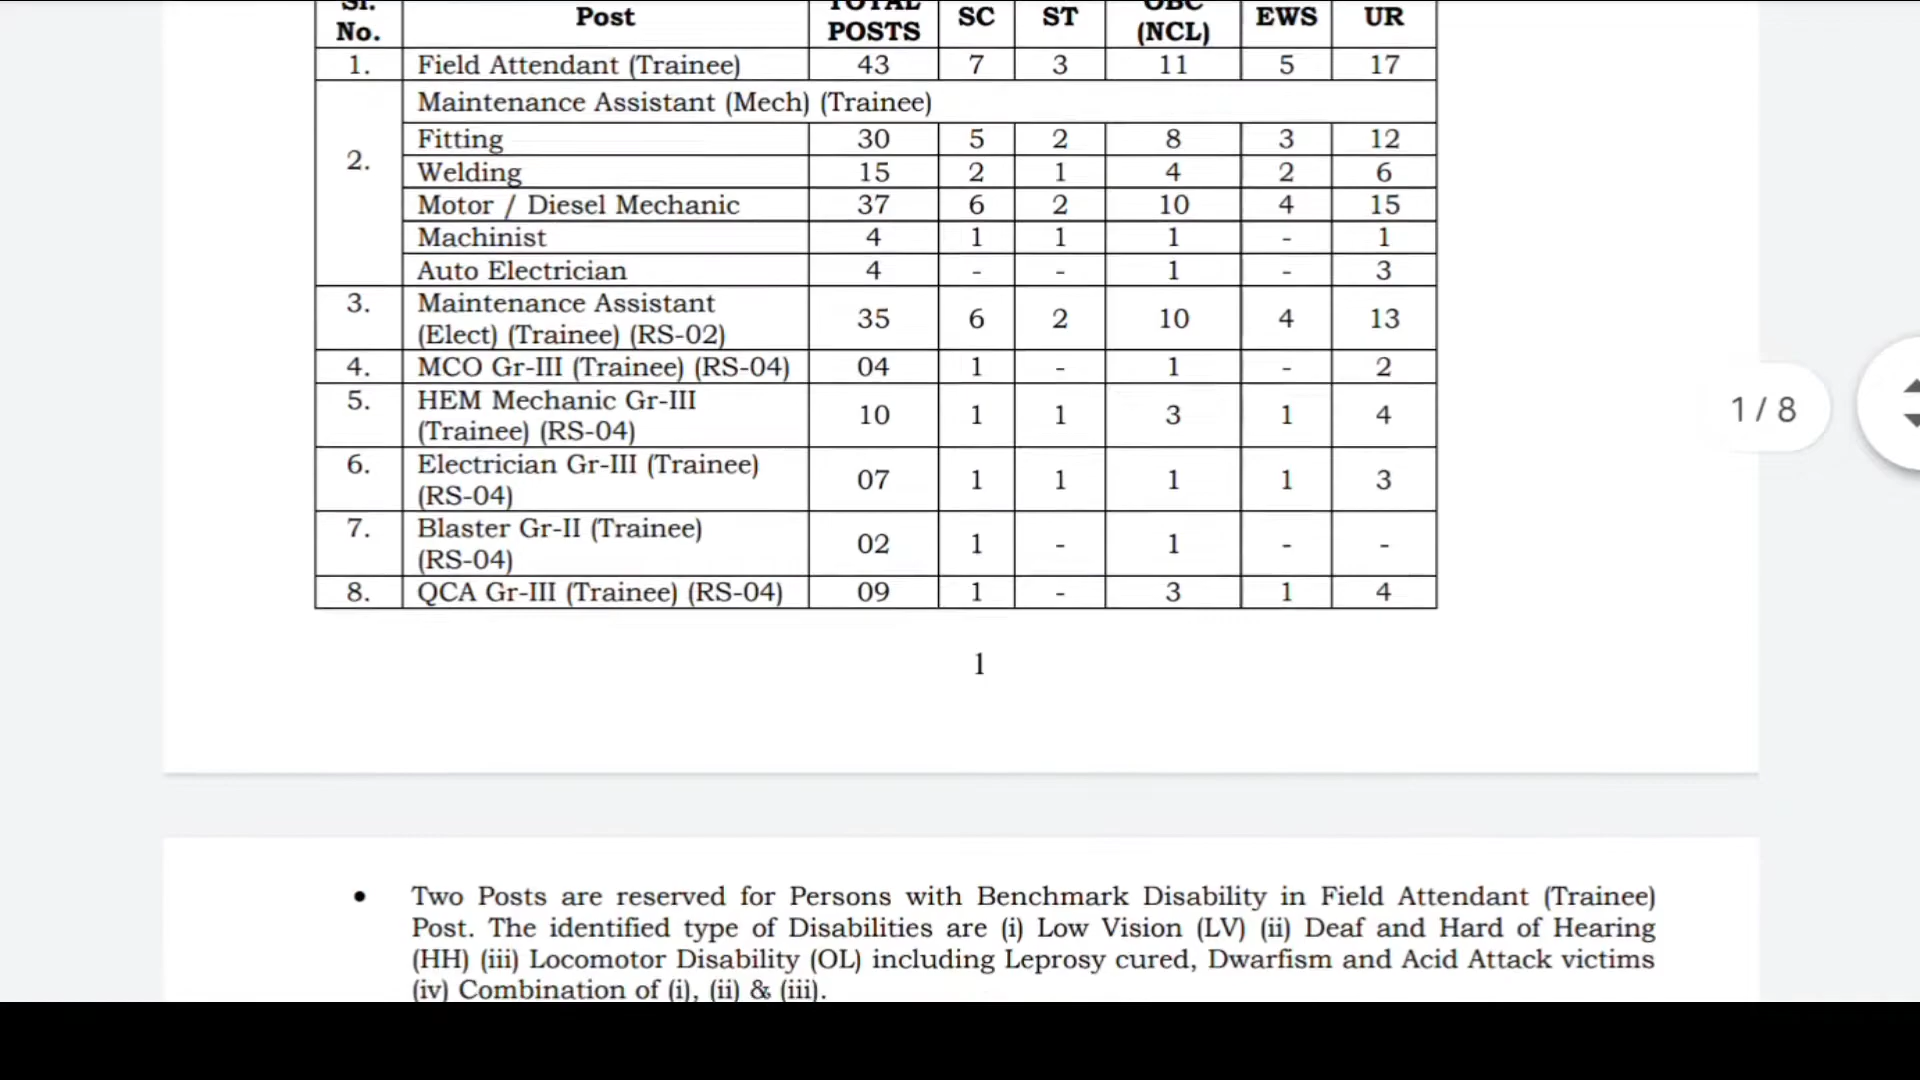 Sl. No. Post TOTAL POSTS SC ST OBC (NCL) EWS UR
1. Field Attendant (Trainee) 43 7 3 11 5 17
2. Maintenance Assistant (Mech) (Trainee)
Fitting 30 5 2 8 3 12
Welding 15 2 1 4 2 6
Motor / Diesel Mechanic 37 6 2 10 4 15
Machinist 4 1 1 1 - 1
Auto Electrician 4 - - 1 - 3
3. Maintenance Assistant (Elect) (Trainee) (RS-02) 35 6 2 10 4 13
4. MCO Gr-III (Trainee) (RS-04) 04 1 - 1 - 2
5. HEM Mechanic Gr-III (Trainee) (RS-04) 10 1 1 3 1 4
6. Electrician Gr-III (Trainee) (RS-04) 07 1 1 1 1 3
7. Blaster Gr-II (Trainee) (RS-04) 02 1 - 1 - -
8. QCA Gr-III (Trainee) (RS-04) 09 1 - 3 1 4
1 / 8
1
• Two Posts are reserved for Persons with Benchmark Disability in Field Attendant (Trainee)
Post. The identified type of Disabilities are (i) Low Vision (LV) (ii) Deaf and Hard of Hearing
(HH) (iii) Locomotor Disability (OL) including Leprosy cured, Dwarfism and Acid Attack victims
(iv) Combination of (i), (ii) & (iii).